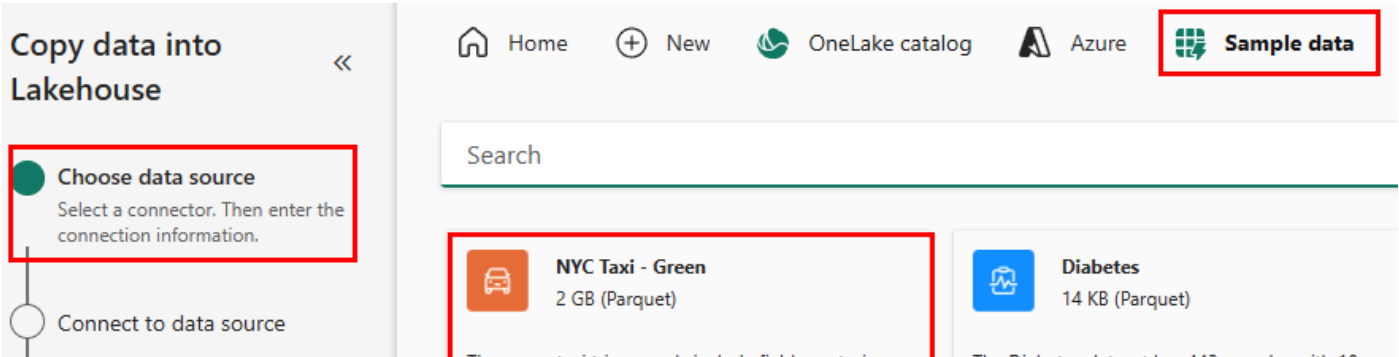 Copy data into
Lakehouse
Home
New
OneLake catalog
Azure
Sample data
Search
Choose data source
Select a connector. Then enter the
connection information.
Connect to data source
NYC Taxi - Green
2 GB (Parquet)
Diabetes
14 KB (Parquet)